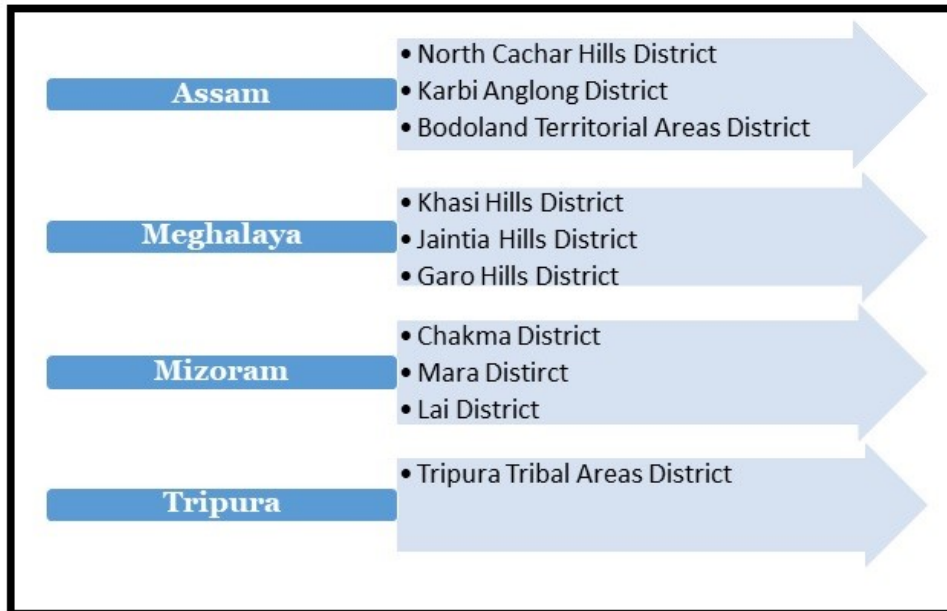 Assam
• North Cachar Hills District
• Karbi Anglong District
• Bodoland Territorial Areas District
Meghalaya
• Khasi Hills District
• Jaintia Hills District
• Garo Hills District
Mizoram
• Chakma District
• Mara Distirct
• Lai District
Tripura
• Tripura Tribal Areas District